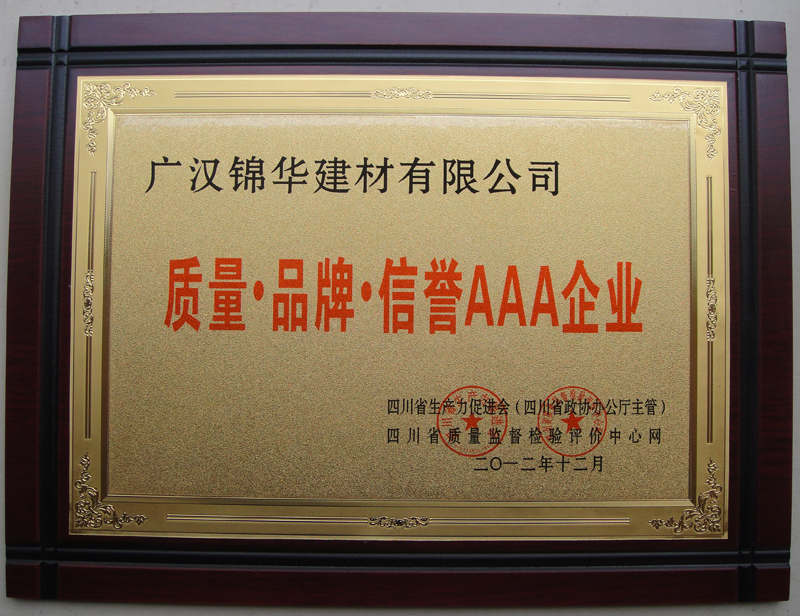 广汉锦华建材有限公司
质量·品牌·信誉AAA企业
四川省生产力促进会（四川省政协办公厅主管）
四川省质量监督检验评价中心网
二〇一二年十二月